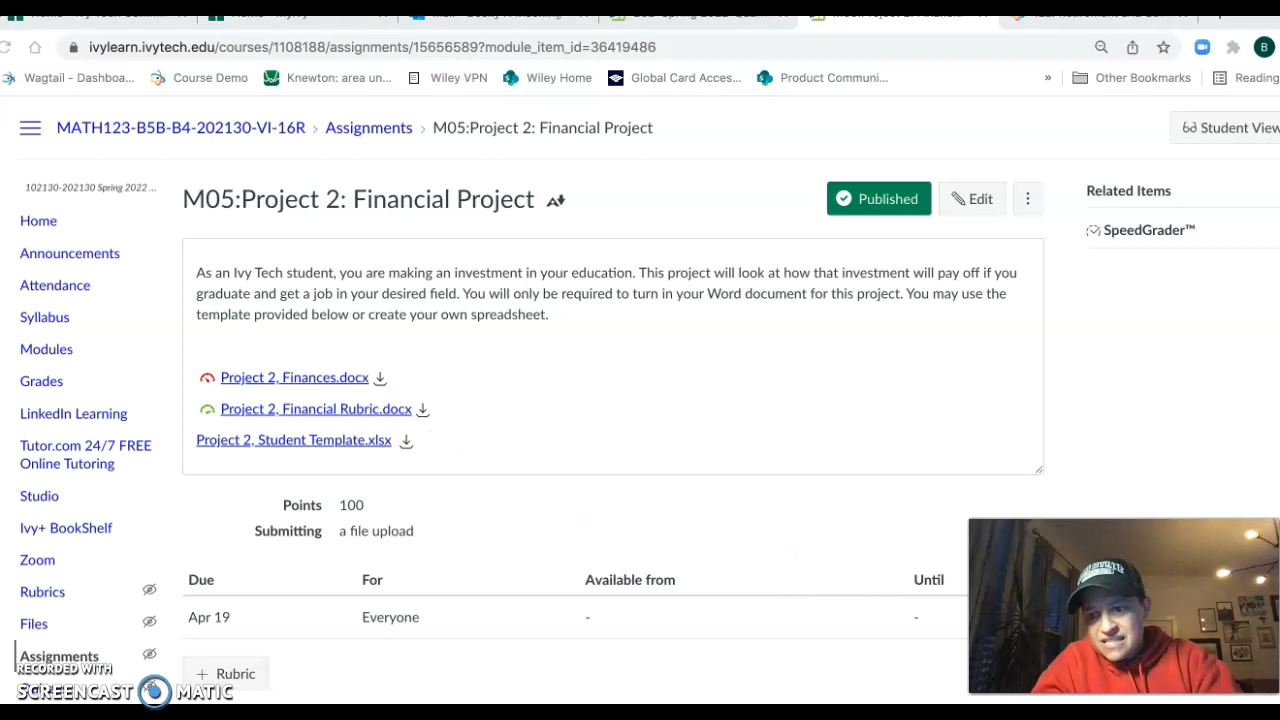 ivylearn.ivytech.edu/courses/1108188/assignments/15656589?module_item_id=36419486
B
Wagtail - Dashboa...
Course Demo
Knewton: area un...
Wiley VPN
Wiley Home
Global Card Acces...
Product Communi...
»
Other Bookmarks
Reading
MATH123-B5B-B4-202130-VI-16R › Assignments › M05:Project 2: Financial Project
Student View
102130-202130 Spring 2022 ...
Home
Announcements
Attendance
Syllabus
Modules
Grades
LinkedIn Learning
Tutor.com 24/7 FREE
Online Tutoring
Studio
Ivy+ BookShelf
Zoom
Rubrics
Files
Assignments
M05:Project 2: Financial Project
Published
Edit
As an Ivy Tech student, you are making an investment in your education. This project will look at how that investment will pay off if you
graduate and get a job in your desired field. You will only be required to turn in your Word document for this project. You may use the
template provided below or create your own spreadsheet.
Project 2, Finances.docx
Project 2, Financial Rubric.docx
Project 2, Student Template.xlsx
Points 100
Submitting a file upload
Due For Available from Until
Apr 19 Everyone - -
+ Rubric
Related Items
SpeedGrader™
RECORDED WITH
SCREENCAST MATIC